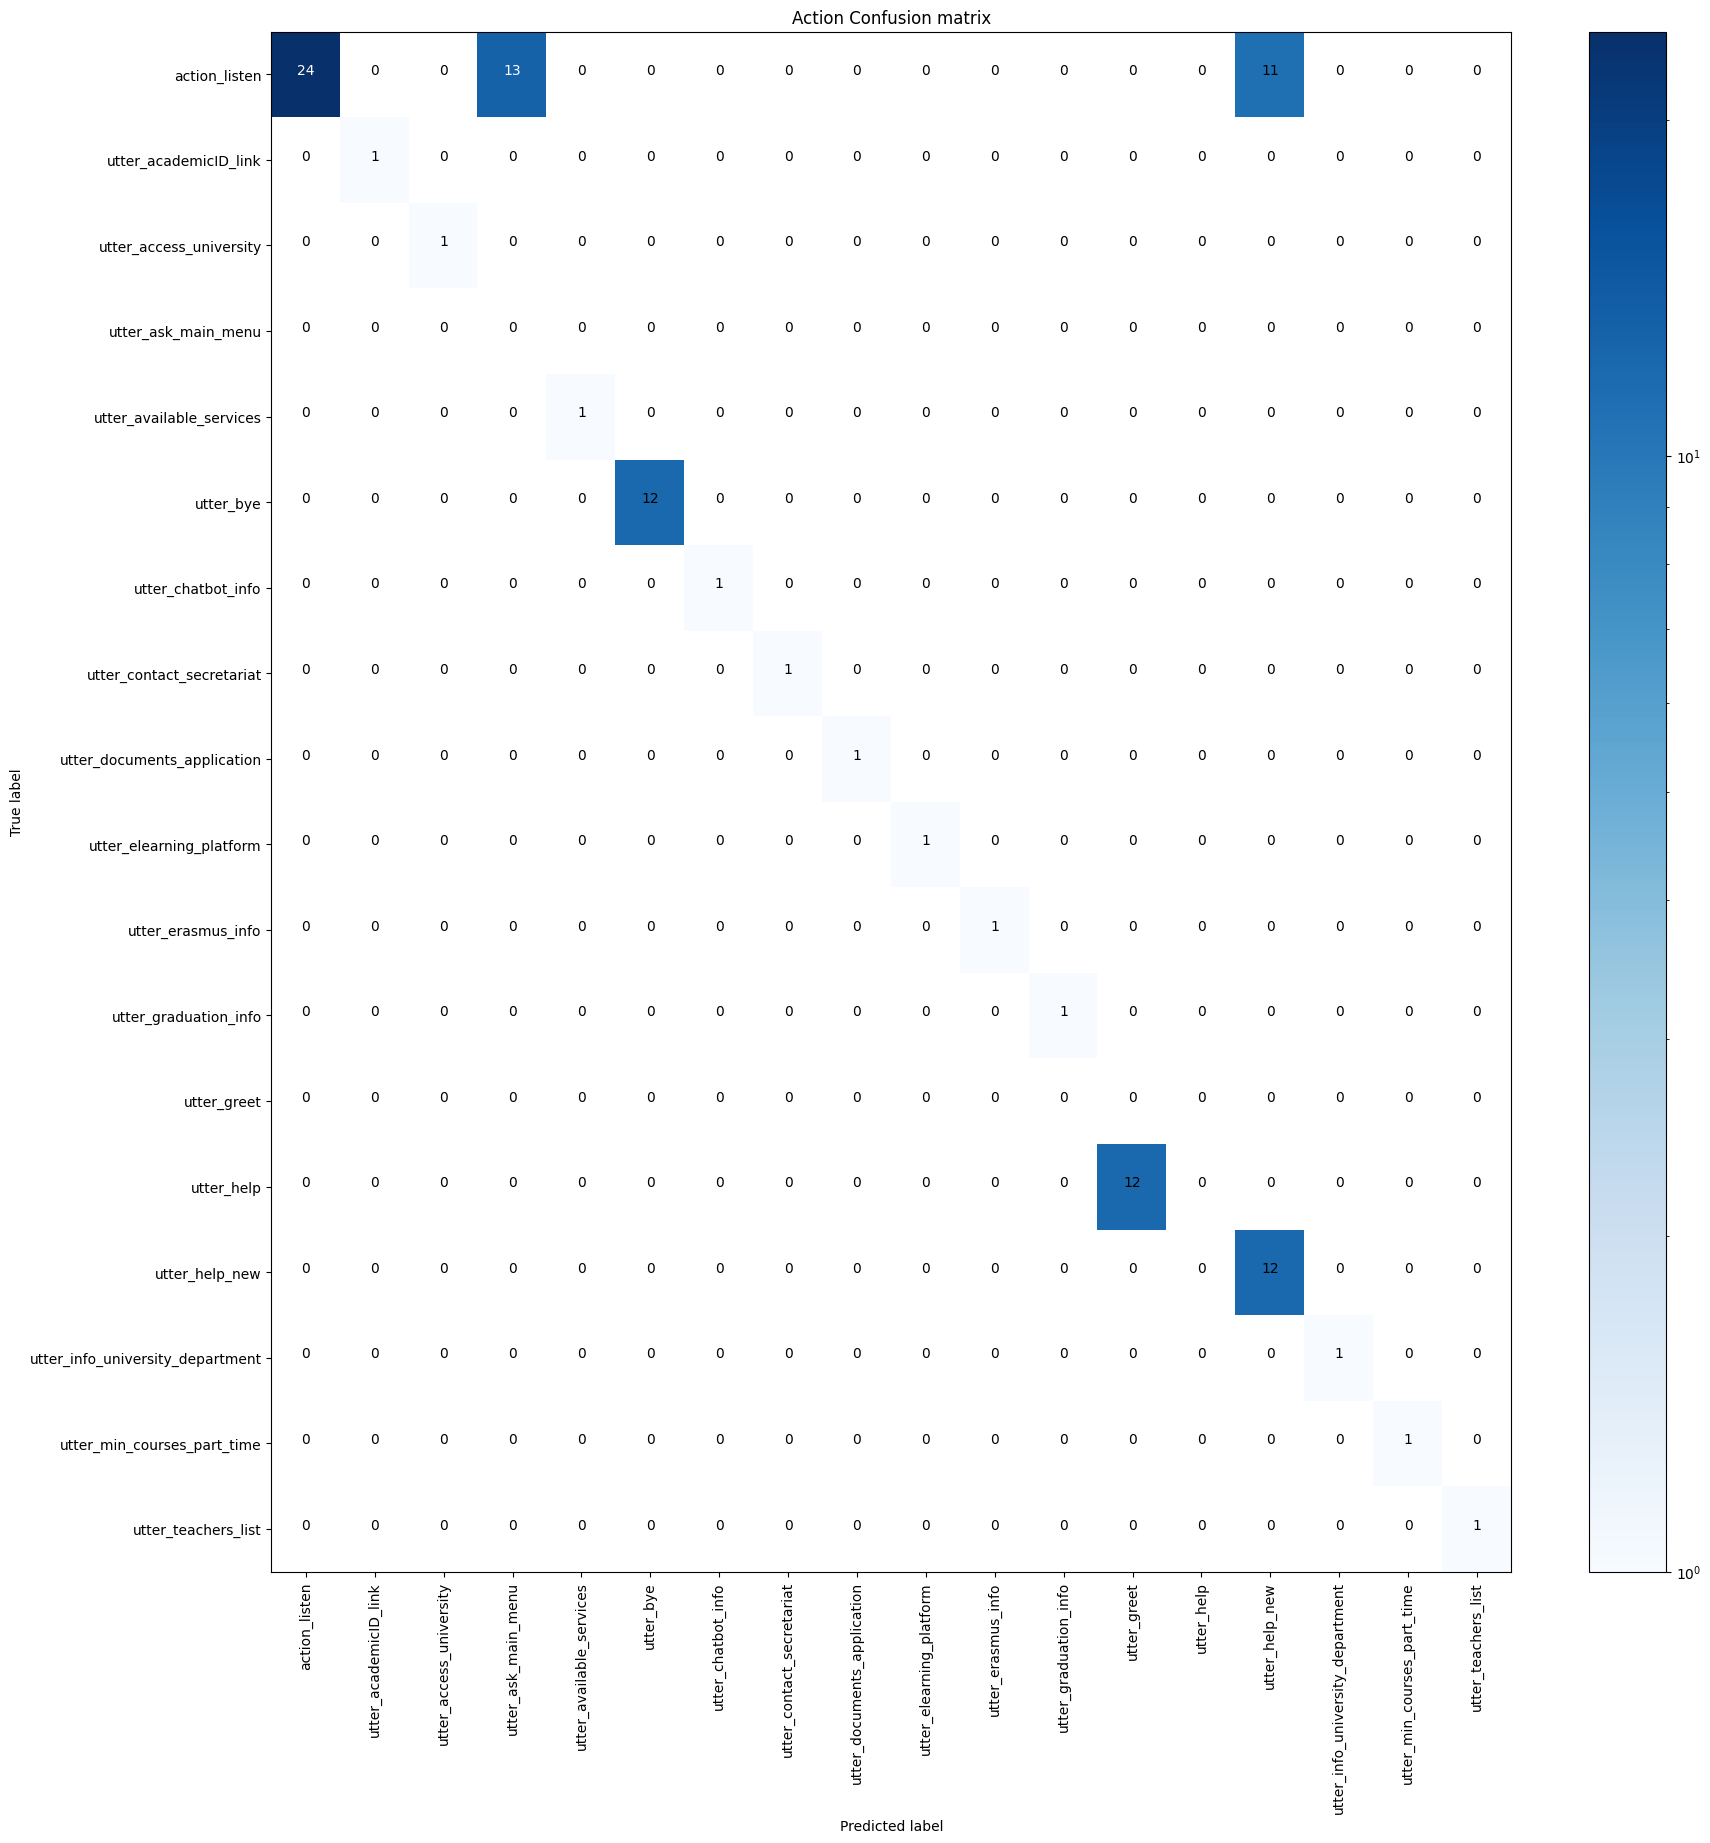 Action Confusion matrix
True label
action_listen 24 0 0 13 0 0 0 0 0 0 0 0 0 0 11 0 0 0
utter_academicID_link 0 1 0 0 0 0 0 0 0 0 0 0 0 0 0 0 0 0
utter_access_university 0 0 1 0 0 0 0 0 0 0 0 0 0 0 0 0 0 0
utter_ask_main_menu 0 0 0 0 0 0 0 0 0 0 0 0 0 0 0 0 0 0
utter_available_services 0 0 0 0 1 0 0 0 0 0 0 0 0 0 0 0 0 0
utter_bye 0 0 0 0 0 12 0 0 0 0 0 0 0 0 0 0 0 0
utter_chatbot_info 0 0 0 0 0 0 1 0 0 0 0 0 0 0 0 0 0 0
utter_contact_secretariat 0 0 0 0 0 0 0 1 0 0 0 0 0 0 0 0 0 0
utter_documents_application 0 0 0 0 0 0 0 0 1 0 0 0 0 0 0 0 0 0
utter_elearning_platform 0 0 0 0 0 0 0 0 0 1 0 0 0 0 0 0 0 0
utter_erasmus_info 0 0 0 0 0 0 0 0 0 0 1 0 0 0 0 0 0 0
utter_graduation_info 0 0 0 0 0 0 0 0 0 0 0 1 0 0 0 0 0 0
utter_greet 0 0 0 0 0 0 0 0 0 0 0 0 0 0 0 0 0 0
utter_help 0 0 0 0 0 0 0 0 0 0 0 0 12 0 0 0 0 0
utter_help_new 0 0 0 0 0 0 0 0 0 0 0 0 0 0 12 0 0 0
utter_info_university_department 0 0 0 0 0 0 0 0 0 0 0 0 0 0 0 1 0 0
utter_min_courses_part_time 0 0 0 0 0 0 0 0 0 0 0 0 0 0 0 0 1 0
utter_teachers_list 0 0 0 0 0 0 0 0 0 0 0 0 0 0 0 0 0 1
action_listen
utter_academicID_link
utter_access_university
utter_ask_main_menu
utter_available_services
utter_bye
utter_chatbot_info
utter_contact_secretariat
utter_documents_application
utter_elearning_platform
utter_erasmus_info
utter_graduation_info
utter_greet
utter_help
utter_help_new
utter_info_university_department
utter_min_courses_part_time
utter_teachers_list
Predicted label
10¹
10⁰